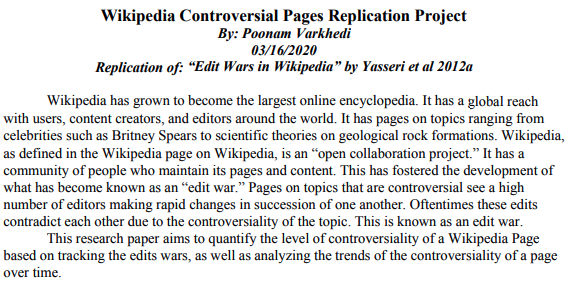 Wikipedia Controversial Pages Replication Project
By: Poonam Varkhedi
03/16/2020
Replication of: “Edit Wars in Wikipedia” by Yasseri et al 2012a
Wikipedia has grown to become the largest online encyclopedia. It has a global reach
with users, content creators, and editors around the world. It has pages on topics ranging from
celebrities such as Britney Spears to scientific theories on geological rock formations. Wikipedia,
as defined in the Wikipedia page on Wikipedia, is an “open collaboration project.” It has a
community of people who maintain its pages and content. This has fostered the development of
what has become known as an “edit war.” Pages on topics that are controversial see a high
number of editors making rapid changes in succession of one another. Oftentimes these edits
contradict each other due to the controversiality of the topic. This is known as an edit war.
This research paper aims to quantify the level of controversiality of a Wikipedia Page
based on tracking the edits wars, as well as analyzing the trends of the controversiality of a page
over time.